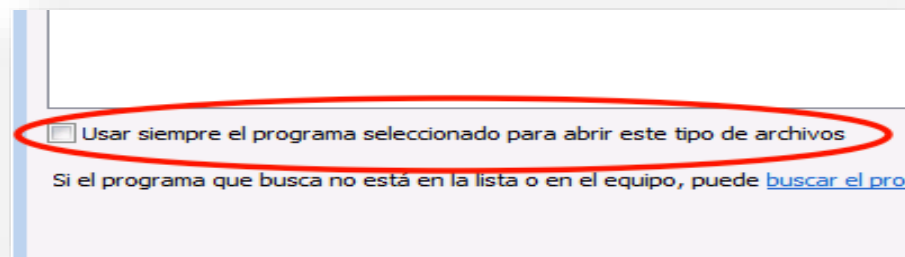 Usar siempre el programa seleccionado para abrir este tipo de archivos
Si el programa que busca no está en la lista o en el equipo, puede buscar el pro